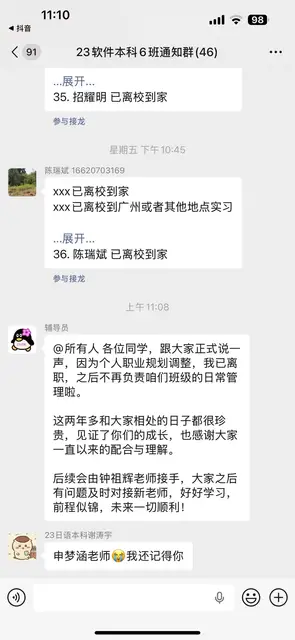 11:10
98
抖音
91
23软件本科6班通知群(46)
...展开...
35. 招耀明 已离校到家
参与接龙
星期五 下午10:45
陈瑞斌 16620703169
xxx已离校到家
xxx已离校到广州或者其他地点实习
...展开...
36. 陈瑞斌 已离校到家
参与接龙
上午11:08
辅导员
@所有人 各位同学，跟大家正式说一
声，因为个人职业规划调整，我已离
职，之后不再负责咱们班级的日常管
理啦。
这两年多和大家相处的日子都很珍
贵，见证了你们的成长，也感谢大家
一直以来的配合与理解。
后续会由钟祖辉老师接手，大家之后
有问题及时对接新老师，好好学习，
前程似锦，未来一切顺利！
23日语本科谢涛宇
申梦涵老师😭我还记得你